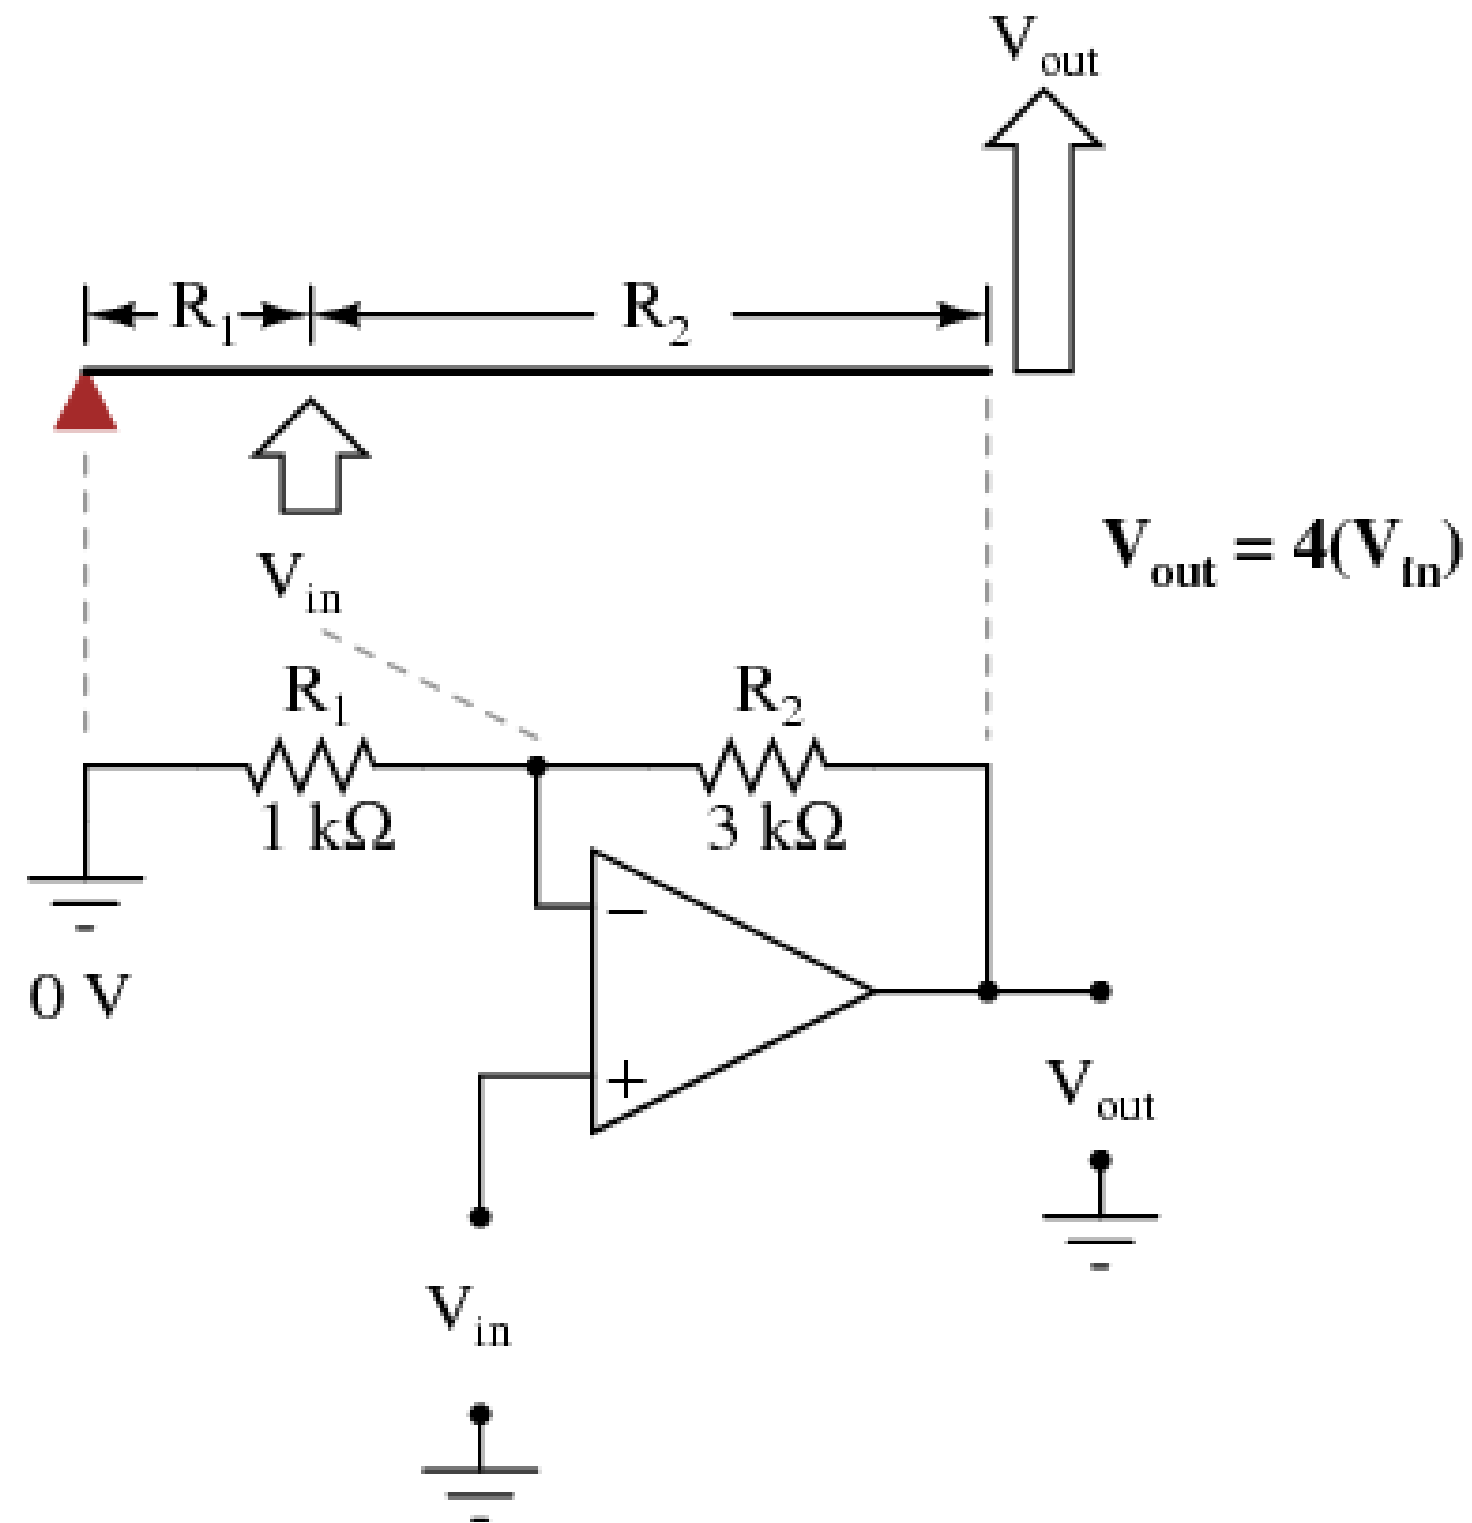 Vout
R1
R2
Vin
Vout = 4(Vin)
R1
R2
1 kΩ
3 kΩ
−
0 V
+
Vout
Vin